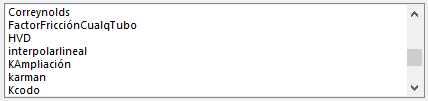 Correynolds
FactorFricciónCualqTubo
HVD
interpolarlineal
KAmpliación
karman
Kcodo